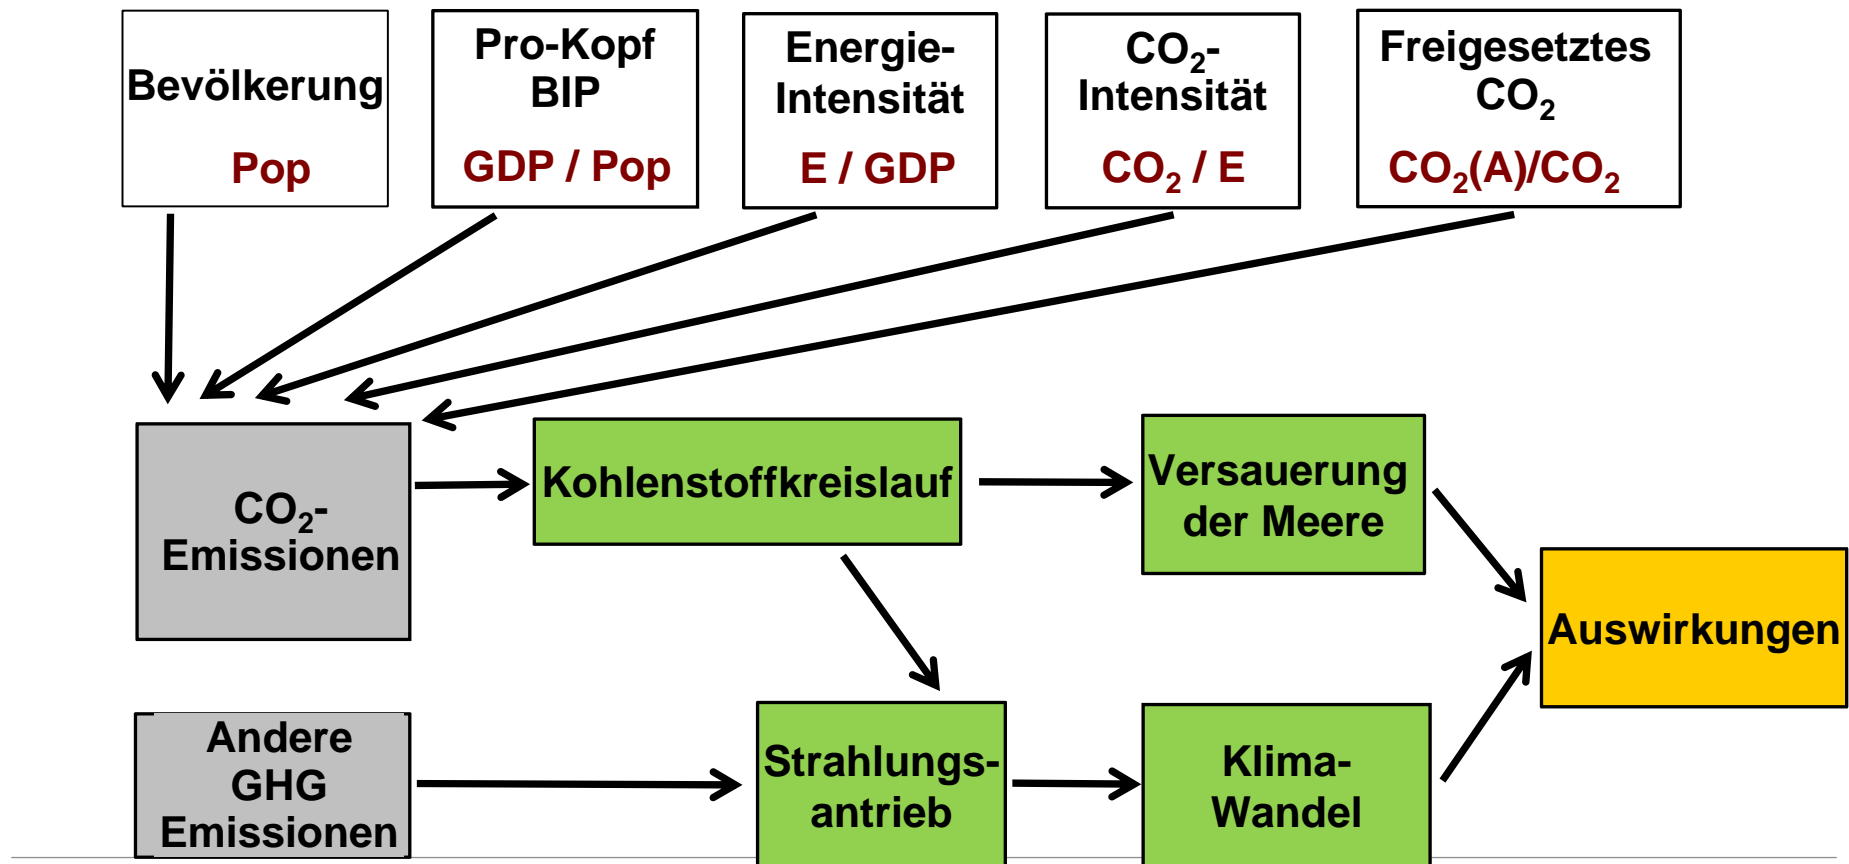 Bevölkerung
Pop
Pro-Kopf
BIP
GDP / Pop
Energie-
Intensität
E / GDP
CO₂-
Intensität
CO₂ / E
Freigesetztes
CO₂
CO₂(A)/CO₂
CO₂-
Emissionen
Kohlenstoffkreislauf
Versauerung
der Meere
Auswirkungen
Andere
GHG
Emissionen
Strahlungs-
antrieb
Klima-
Wandel